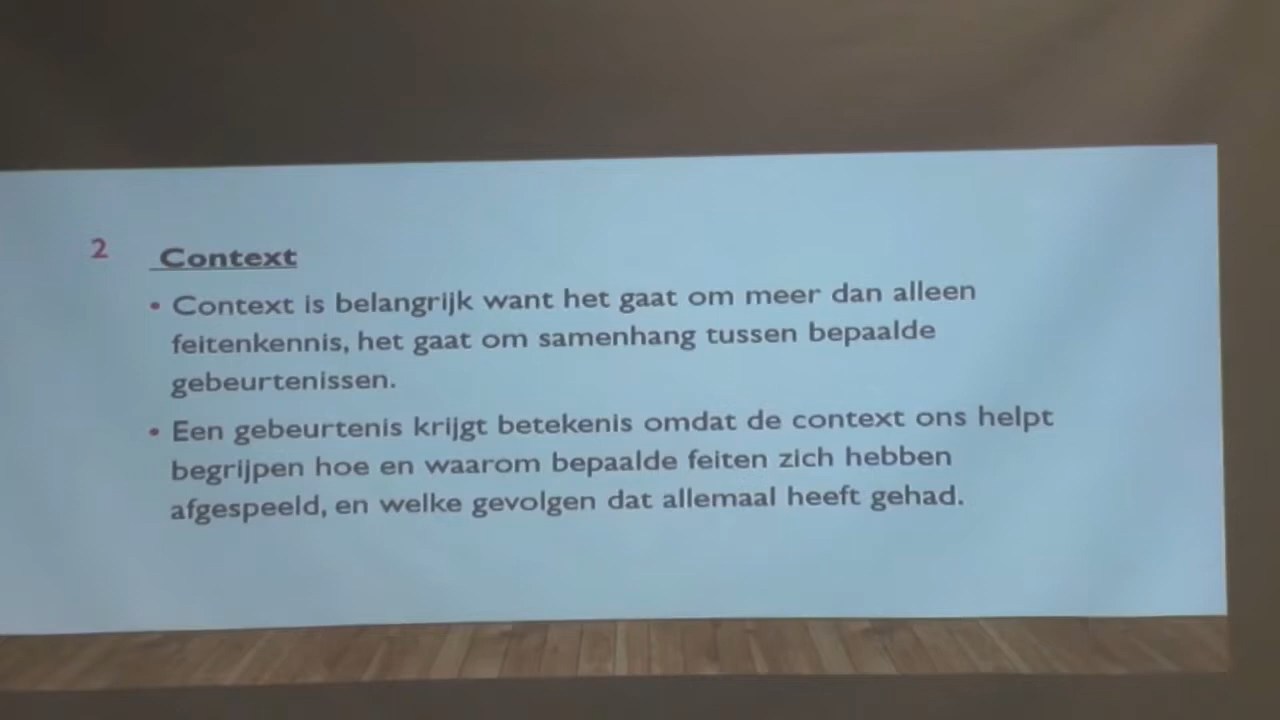 2 Context
• Context is belangrijk want het gaat om meer dan alleen
feitenkennis, het gaat om samenhang tussen bepaalde
gebeurtenissen.
• Een gebeurtenis krijgt betekenis omdat de context ons helpt
begrijpen hoe en waarom bepaalde feiten zich hebben
afgespeeld, en welke gevolgen dat allemaal heeft gehad.